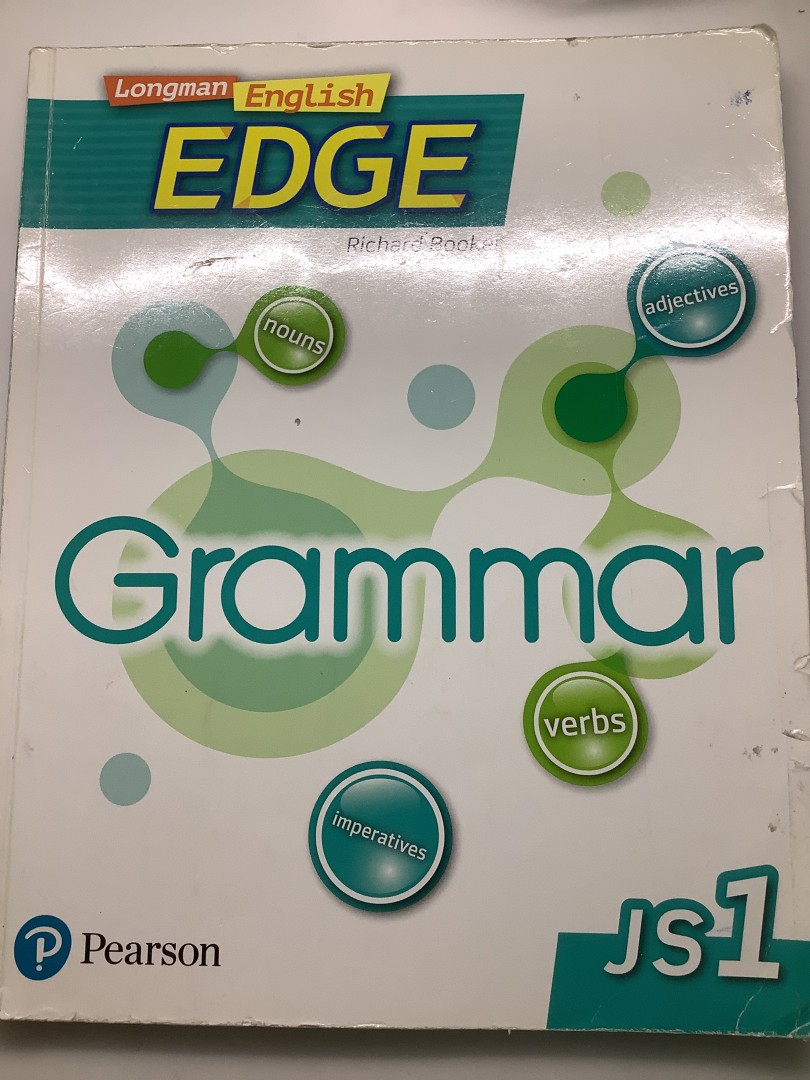 Longman English
EDGE
Richard Booker
nouns
adjectives
Grammar
verbs
imperatives
JS1
P Pearson